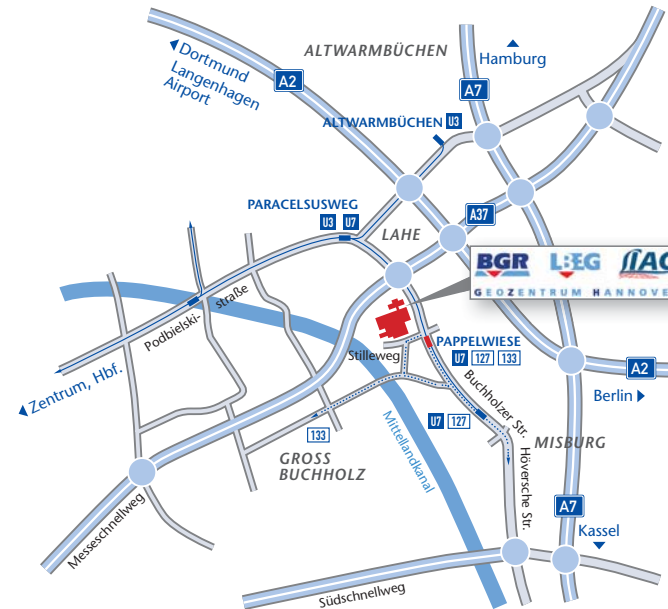 ALTWARMBÜCHEN
Dortmund
Langenhagen
Airport
A2
Hamburg
A7
ALTWARMBÜCHEN U3
PARACELSUSWEG
U3 U7
A37
LAHE
BGR LBEG
GEOZENTRUM HANNOVE
Podbielski-
straße
Stilleweg
PAPPELWIESE
U7 127 133
Zentrum, Hbf.
A2
Berlin
Buchholzer Str.
U7 127
133
GROSS
BUCHHOLZ
Mittellandkanal
MISBURG
Höversche Str.
Messeschnellweg
A7
Kassel
Südschnellweg